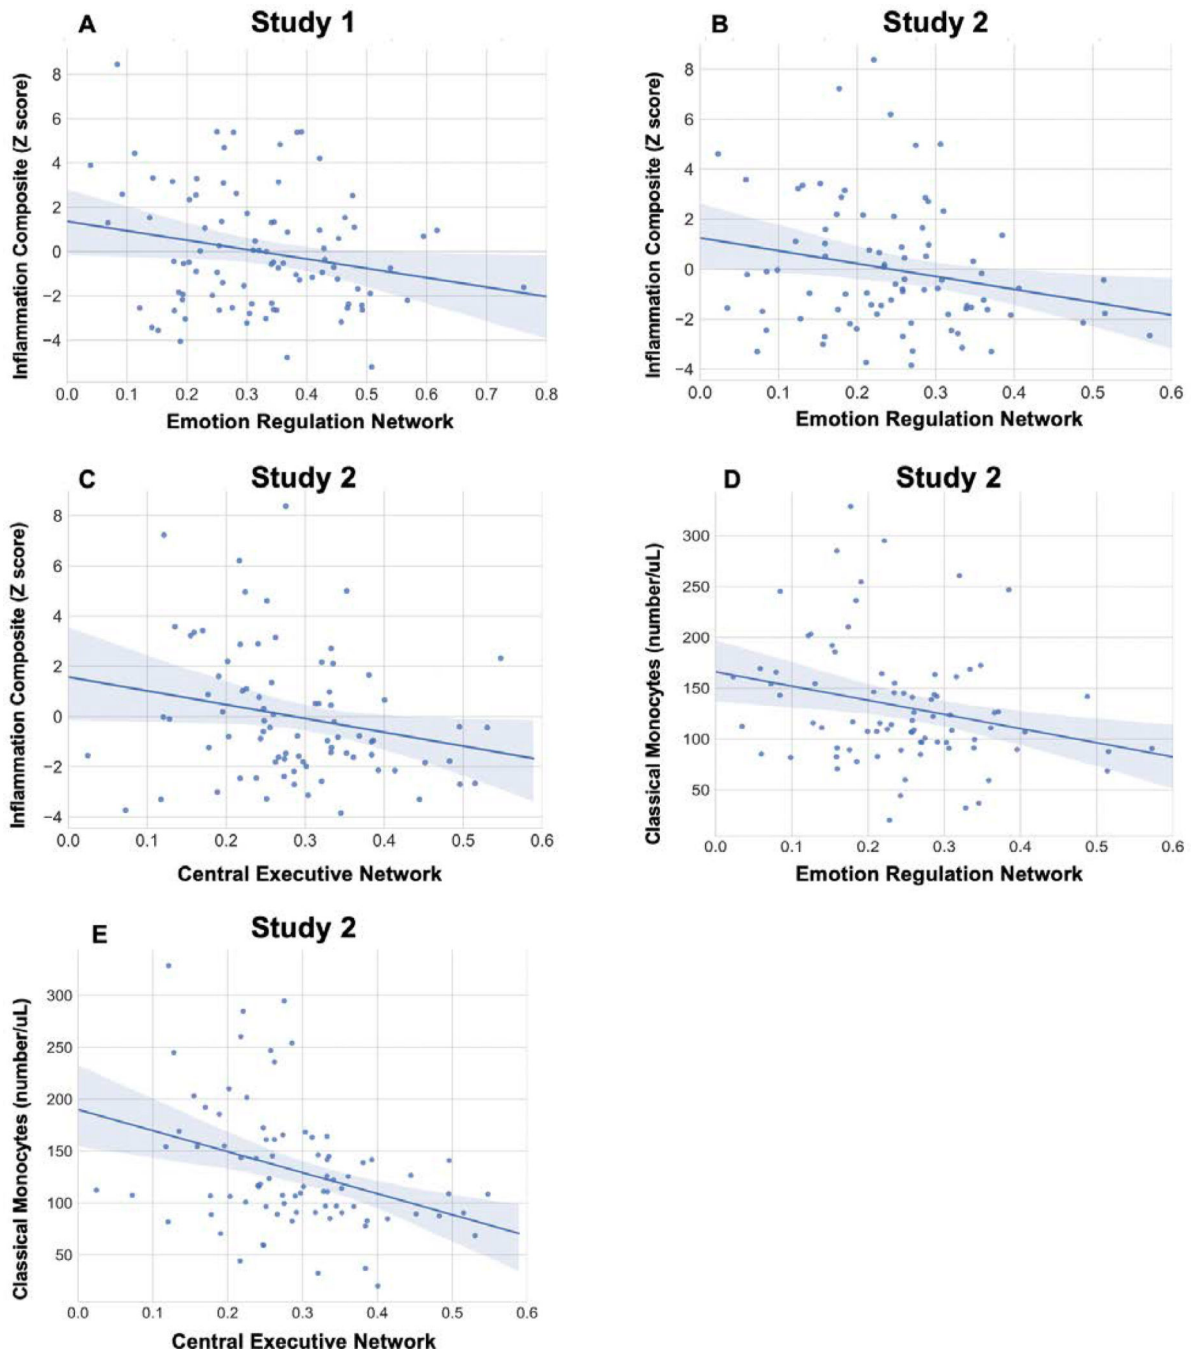 A Study 1
Inflammation Composite (Z score)
8
6
4
2
0
−2
−4
0.0 0.1 0.2 0.3 0.4 0.5 0.6 0.7 0.8
Emotion Regulation Network
B Study 2
Inflammation Composite (Z score)
8
6
4
2
0
−2
−4
0.0 0.1 0.2 0.3 0.4 0.5 0.6
Emotion Regulation Network
C Study 2
Inflammation Composite (Z score)
8
6
4
2
0
−2
−4
0.0 0.1 0.2 0.3 0.4 0.5 0.6
Central Executive Network
D Study 2
Classical Monocytes (number/uL)
300
250
200
150
100
50
0.0 0.1 0.2 0.3 0.4 0.5 0.6
Emotion Regulation Network
E Study 2
Classical Monocytes (number/uL)
300
250
200
150
100
50
0.0 0.1 0.2 0.3 0.4 0.5 0.6
Central Executive Network